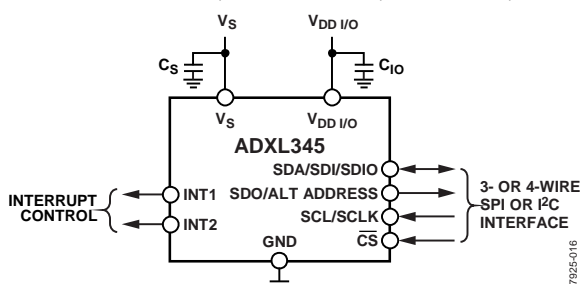 VS
VDD I/O
CS
CIO
VS
VDD I/O
ADXL345
SDA/SDI/SDIO
INT1
SDO/ALT ADDRESS
INTERRUPT
CONTROL
3- OR 4-WIRE
SPI OR I2C
INTERFACE
INT2
SCL/SCLK
GND
CS
7925-016